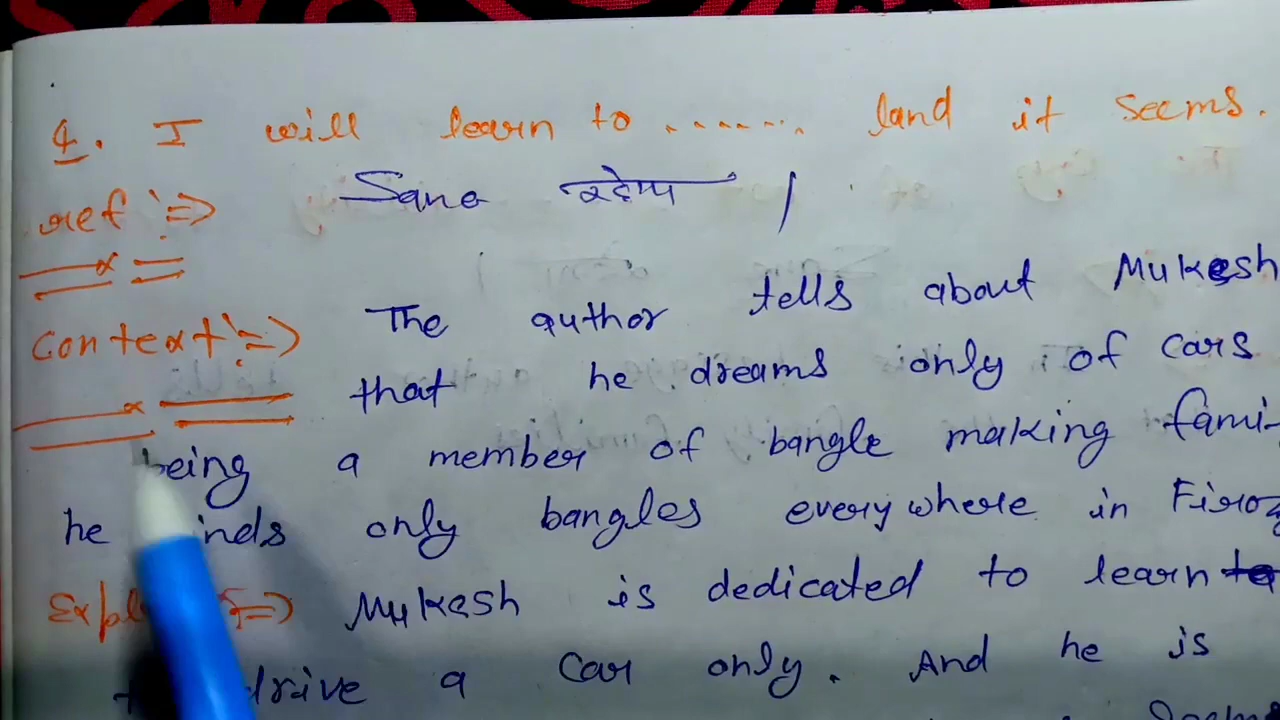 4. I will learn to ....... land it seems.
ref :=> Same |
Context :=> The author tells about Mukesh
that he dreams only of cars
being a member of bangle making fami-
he only bangles everywhere in Firoz
Mukesh is dedicated to learn
drive a car only. And he is